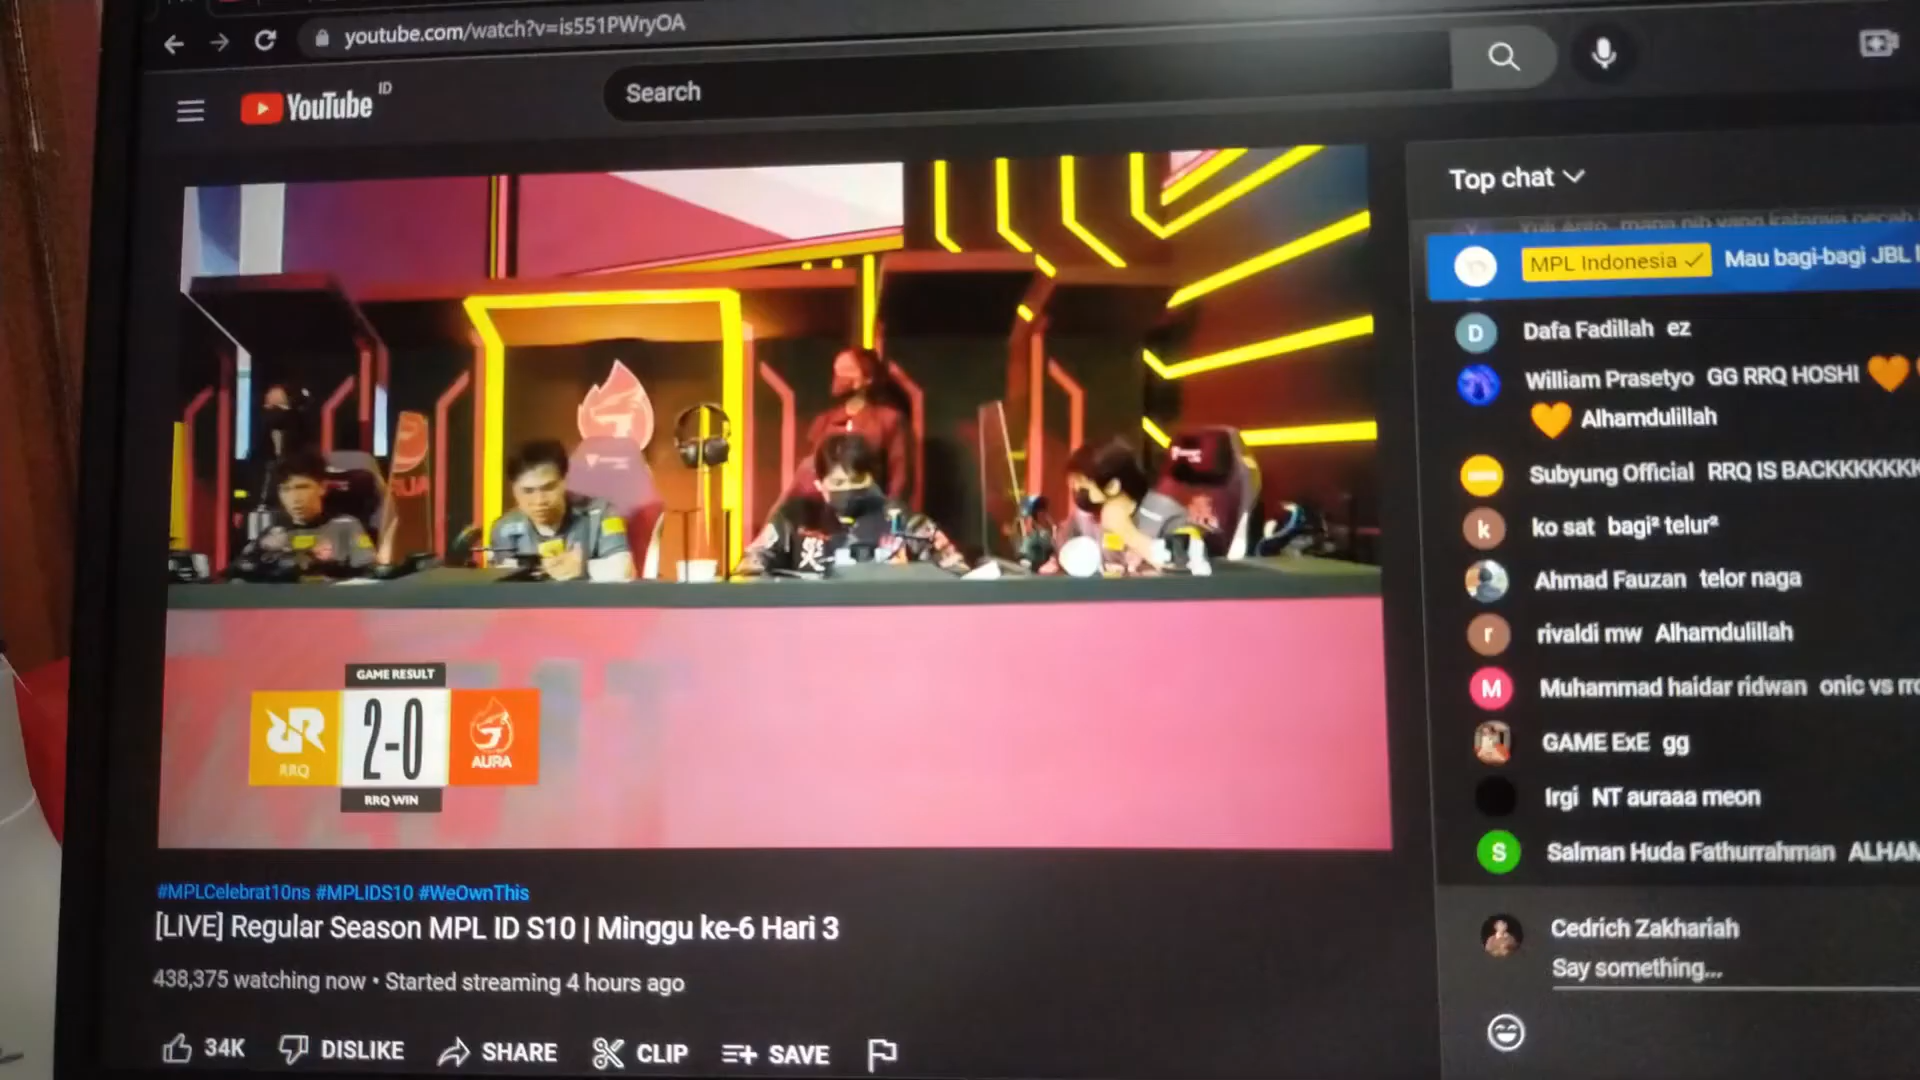 youtube.com/watch?v=is551PWryOA
YouTube ID
Search
Top chat
MPL Indonesia Mau bagi-bagi JBL
Dafa Fadillah ez
William Prasetyo GG RRQ HOSHI
Alhamdulillah
Subyung Official RRQ IS BACKKKKKKK
ko sat bagi² telur²
Ahmad Fauzan telor naga
rivaldi mw Alhamdulillah
Muhammad haidar ridwan onic vs rrq
GAME ExE gg
Irgi NT auraaa meon
Salman Huda Fathurrahman ALHAM
Cedrich Zakhariah
Say something...
GAME RESULT
RRQ
2-0
AURA
RRQ WIN
#MPLCelebrat10ns #MPLIDS10 #WeOwnThis
[LIVE] Regular Season MPL ID S10 | Minggu ke-6 Hari 3
438,375 watching now • Started streaming 4 hours ago
34K DISLIKE SHARE CLIP SAVE